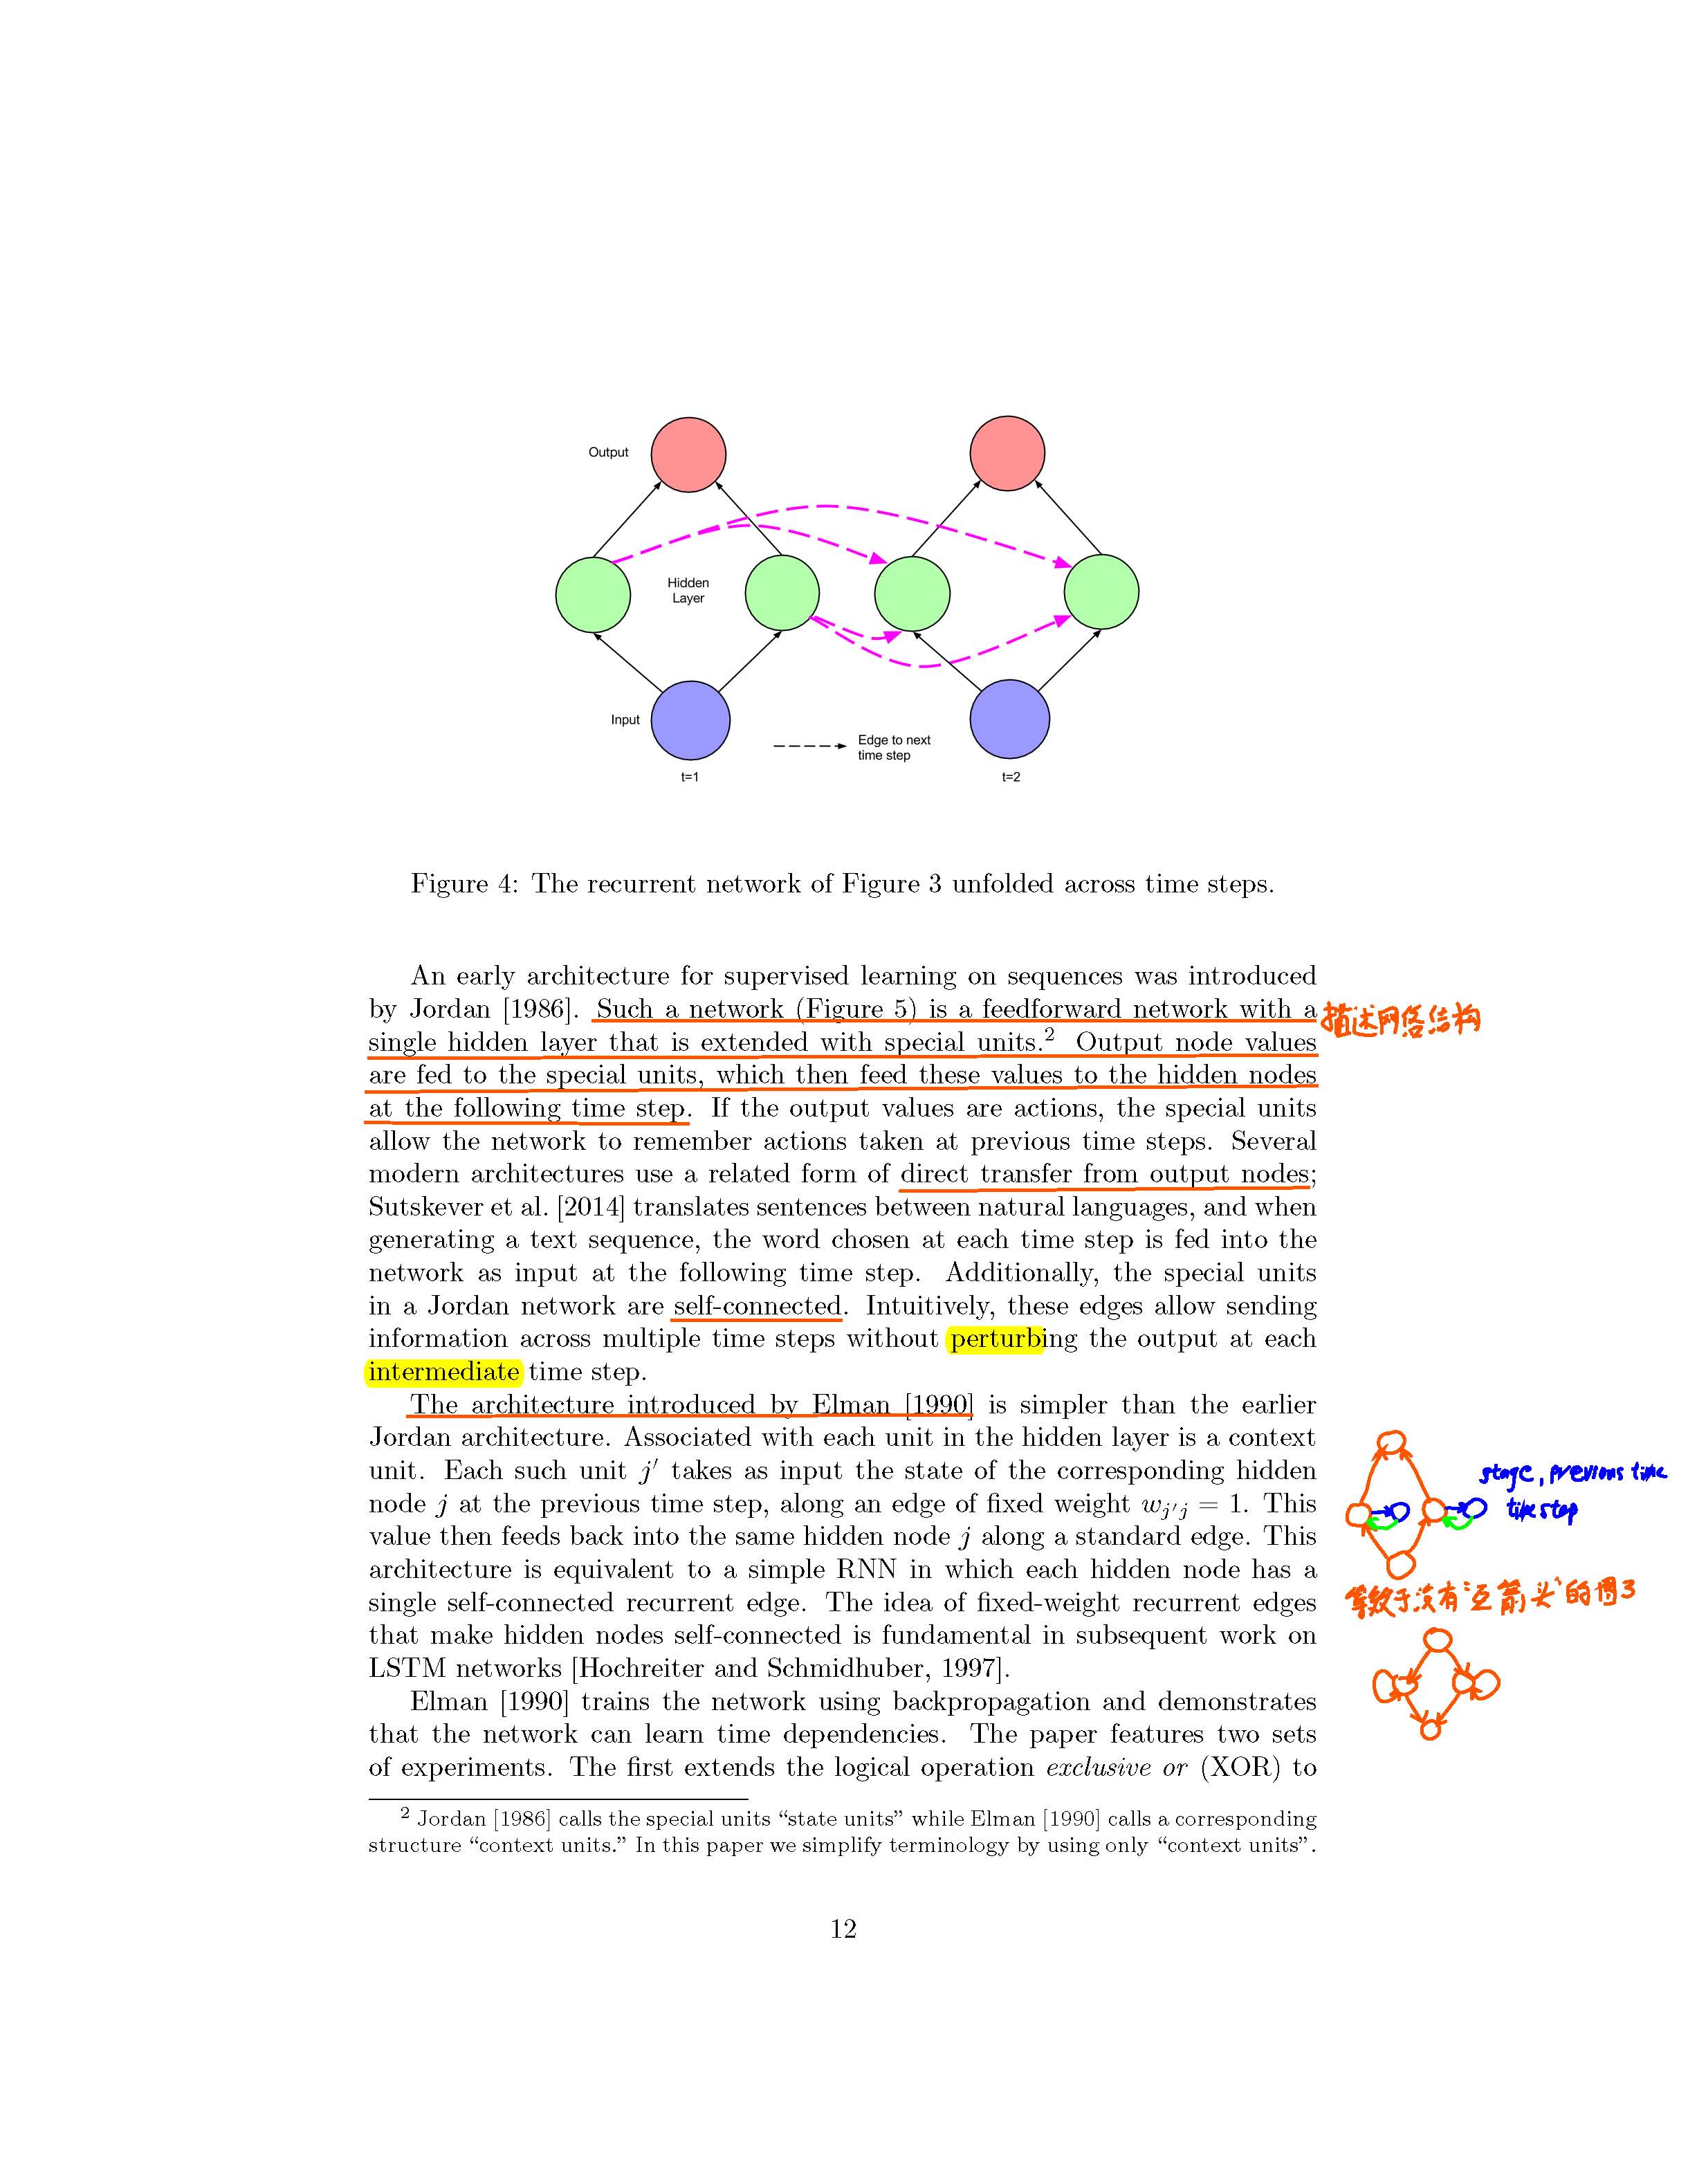 Output
Hidden
Layer
Input
Edge to next
time step
t=1
t=2
Figure 4: The recurrent network of Figure 3 unfolded across time steps.
An early architecture for supervised learning on sequences was introduced
by Jordan [1986]. Such a network (Figure 5) is a feedforward network with a
描述网络结构
single hidden layer that is extended with special units.² Output node values
are fed to the special units, which then feed these values to the hidden nodes
at the following time step. If the output values are actions, the special units
allow the network to remember actions taken at previous time steps. Several
modern architectures use a related form of direct transfer from output nodes;
Sutskever et al. [2014] translates sentences between natural languages, and when
generating a text sequence, the word chosen at each time step is fed into the
network as input at the following time step. Additionally, the special units
in a Jordan network are self-connected. Intuitively, these edges allow sending
information across multiple time steps without perturbing the output at each
intermediate time step.
The architecture introduced by Elman [1990] is simpler than the earlier
Jordan architecture. Associated with each unit in the hidden layer is a context
unit. Each such unit j′ takes as input the state of the corresponding hidden
node j at the previous time step, along an edge of fixed weight wj′j = 1. This
value then feeds back into the same hidden node j along a standard edge. This
architecture is equivalent to a simple RNN in which each hidden node has a
single self-connected recurrent edge. The idea of fixed-weight recurrent edges
that make hidden nodes self-connected is fundamental in subsequent work on
LSTM networks [Hochreiter and Schmidhuber, 1997].
stage, previous time
time step
等效于没有"互箭头"的图3
Elman [1990] trains the network using backpropagation and demonstrates
that the network can learn time dependencies. The paper features two sets
of experiments. The first extends the logical operation exclusive or (XOR) to
² Jordan [1986] calls the special units “state units” while Elman [1990] calls a corresponding
structure “context units.” In this paper we simplify terminology by using only “context units”.
12